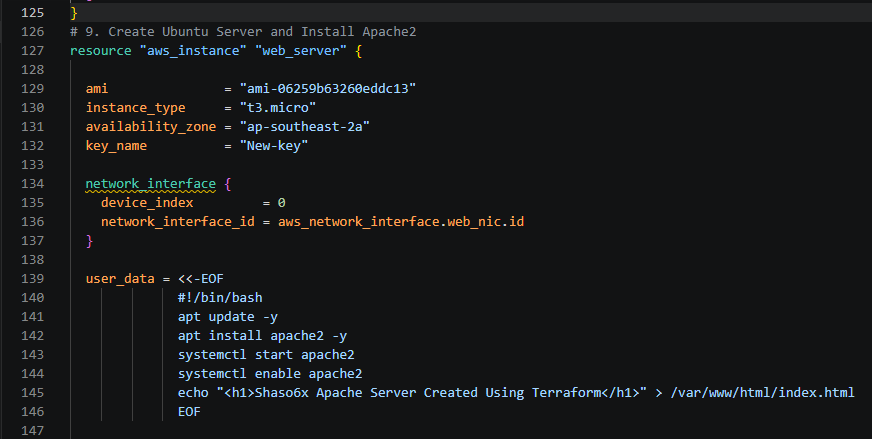 125 }
126 # 9. Create Ubuntu Server and Install Apache2
127 resource "aws_instance" "web_server" {
128
129   ami               = "ami-06259b63260eddc13"
130   instance_type     = "t3.micro"
131   availability_zone = "ap-southeast-2a"
132   key_name          = "New-key"
133
134   network_interface {
135     device_index         = 0
136     network_interface_id = aws_network_interface.web_nic.id
137   }
138
139   user_data = <<-EOF
140               #!/bin/bash
141               apt update -y
142               apt install apache2 -y
143               systemctl start apache2
144               systemctl enable apache2
145               echo "<h1>Shaso6x Apache Server Created Using Terraform</h1>" > /var/www/html/index.html
146               EOF
147